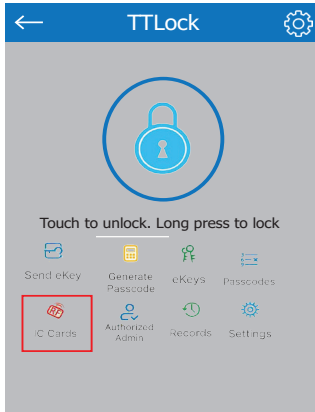 TTLock
Touch to unlock. Long press to lock
Send eKey
Generate
Passcode
eKeys
Passcodes
RF
IC Cards
Authorized
Admin
Records
Settings